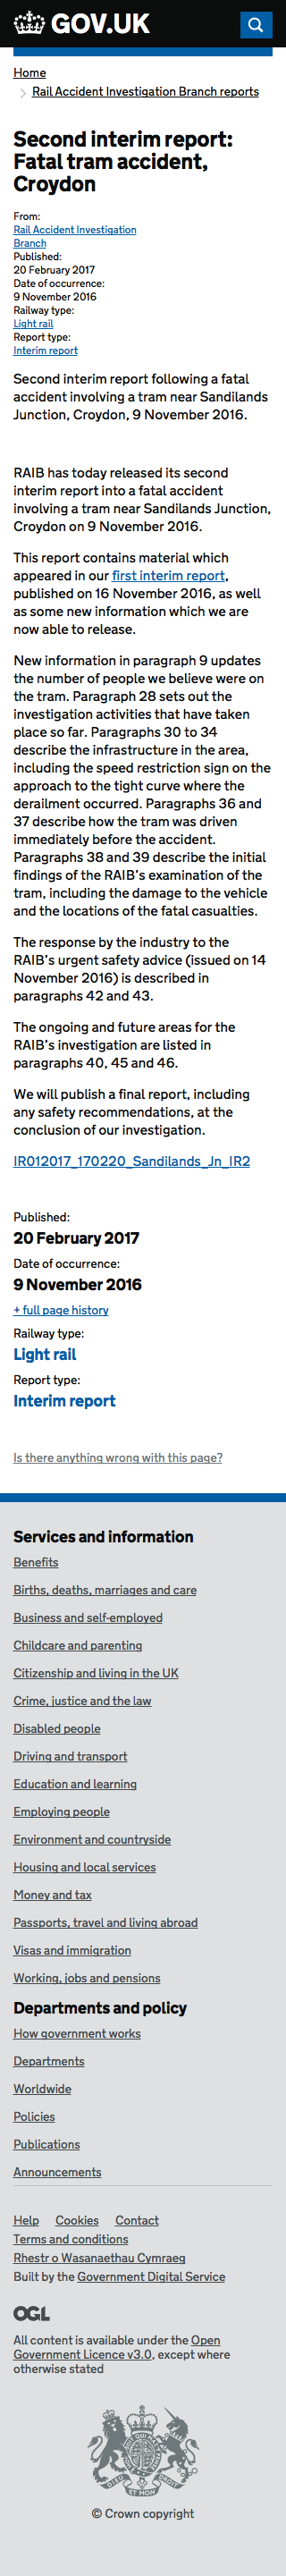 GOV.UK
Home
Rail Accident Investigation Branch reports
Second interim report:
Fatal tram accident,
Croydon
From:
Rail Accident Investigation
Branch
Published:
20 February 2017
Date of occurrence:
9 November 2016
Railway type:
Light rail
Report type:
Interim report
Second interim report following a fatal
accident involving a tram near Sandilands
Junction, Croydon, 9 November 2016.
RAIB has today released its second
interim report into a fatal accident
involving a tram near Sandilands Junction,
Croydon on 9 November 2016.
This report contains material which
appeared in our first interim report,
published on 16 November 2016, as well
as some new information which we are
now able to release.
New information in paragraph 9 updates
the number of people we believe were on
the tram. Paragraph 28 sets out the
investigation activities that have taken
place so far. Paragraphs 30 to 34
describe the infrastructure in the area,
including the speed restriction sign on the
approach to the tight curve where the
derailment occurred. Paragraphs 36 and
37 describe how the tram was driven
immediately before the accident.
Paragraphs 38 and 39 describe the initial
findings of the RAIB’s examination of the
tram, including the damage to the vehicle
and the locations of the fatal casualties.
The response by the industry to the
RAIB’s urgent safety advice (issued on 14
November 2016) is described in
paragraphs 42 and 43.
The ongoing and future areas for the
RAIB’s investigation are listed in
paragraphs 40, 45 and 46.
We will publish a final report, including
any safety recommendations, at the
conclusion of our investigation.
IR012017_170220_Sandilands_Jn_IR2
Published:
20 February 2017
Date of occurrence:
9 November 2016
+ full page history
Railway type:
Light rail
Report type:
Interim report
Is there anything wrong with this page?
Services and information
Benefits
Births, deaths, marriages and care
Business and self-employed
Childcare and parenting
Citizenship and living in the UK
Crime, justice and the law
Disabled people
Driving and transport
Education and learning
Employing people
Environment and countryside
Housing and local services
Money and tax
Passports, travel and living abroad
Visas and immigration
Working, jobs and pensions
Departments and policy
How government works
Departments
Worldwide
Policies
Publications
Announcements
Help Cookies Contact
Terms and conditions
Rhestr o Wasanaethau Cymraeg
Built by the Government Digital Service
OGL
All content is available under the Open
Government Licence v3.0, except where
otherwise stated
DIEU ET MON
© Crown copyright